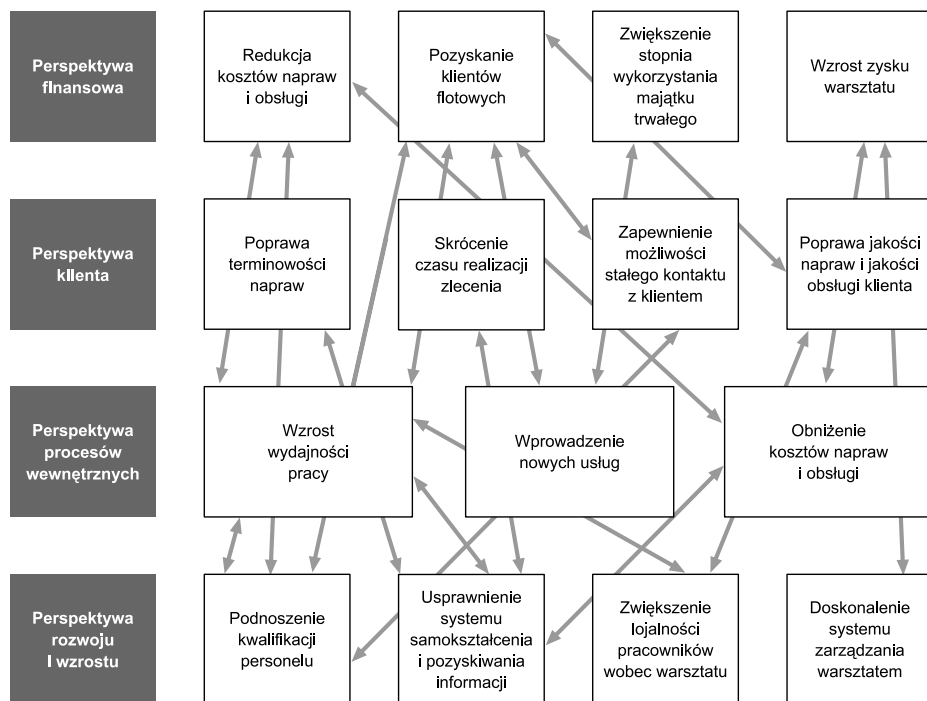 Perspektywa
finansowa
Redukcja
kosztów napraw
i obsługi
Pozyskanie
klientów
flotowych
Zwiększenie
stopnia
wykorzystania
majątku
trwałego
Wzrost zysku
warsztatu
Perspektywa
klienta
Poprawa
terminowości
napraw
Skrócenie
czasu realizacji
zlecenia
Zapewnienie
możliwości
stałego kontaktu
z klientem
Poprawa jakości
napraw i jakości
obsługi klienta
Perspektywa
procesów
wewnętrznych
Wzrost
wydajności
pracy
Wprowadzenie
nowych usług
Obniżenie
kosztów napraw
i obsługi
Perspektywa
rozwoju
I wzrostu
Podnoszenie
kwalifikacji
personelu
Usprawnienie
systemu
samokształcenia
i pozyskiwania
informacji
Zwiększenie
lojalności
pracowników
wobec warsztatu
Doskonalenie
systemu
zarządzania
warsztatem